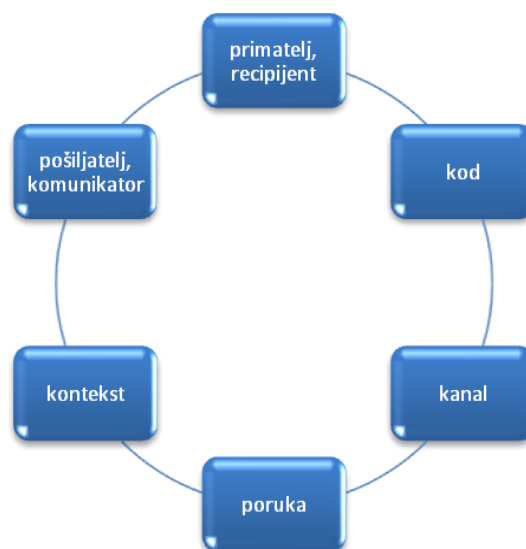 primatelj,
recipijent
pošiljatelj,
komunikator
kod
kontekst
kanal
poruka